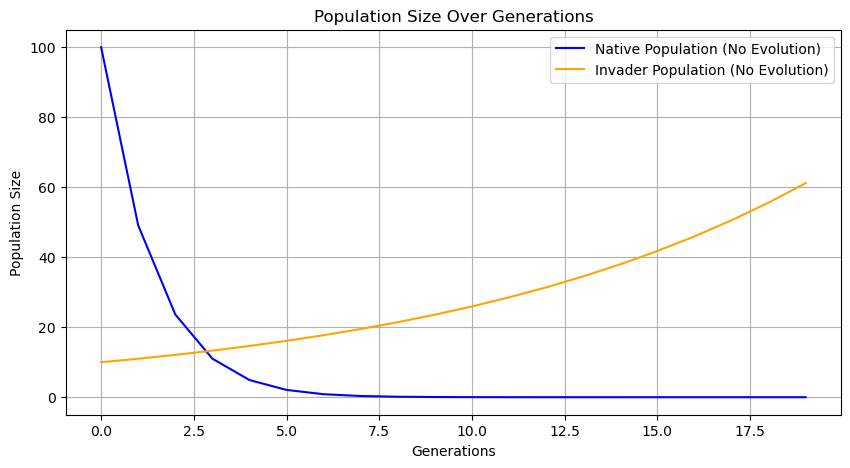 Population Size Over Generations
Native Population (No Evolution)
Invader Population (No Evolution)
Population Size
100
80
60
40
20
0
0.0 2.5 5.0 7.5 10.0 12.5 15.0 17.5
Generations